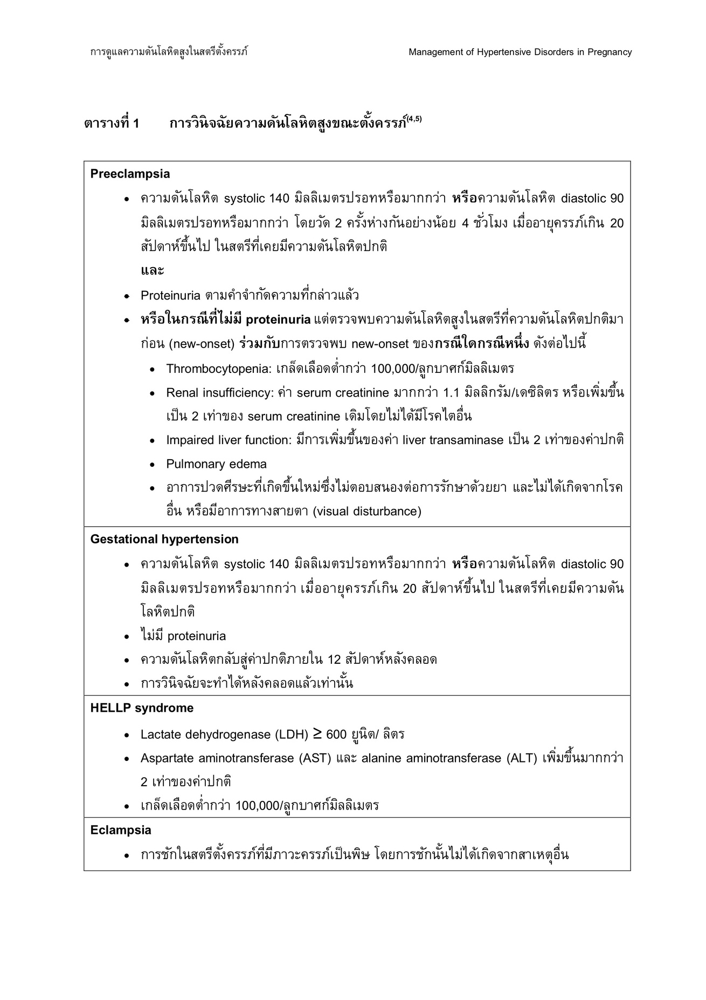 การดูแลความดันโลหิตสูงในสตรีตั้งครรภ์ Management of Hypertensive Disorders in Pregnancy
ตารางที่ 1 การวินิจฉัยความดันโลหิตสูงขณะตั้งครรภ์(4,5)
Preeclampsia
• ความดันโลหิต systolic 140 มิลลิเมตรปรอทหรือมากกว่า หรือความดันโลหิต diastolic 90
มิลลิเมตรปรอทหรือมากกว่า โดยวัด 2 ครั้งห่างกันอย่างน้อย 4 ชั่วโมง เมื่ออายุครรภ์เกิน 20
สัปดาห์ขึ้นไป ในสตรีที่เคยมีความดันโลหิตปกติ
และ
• Proteinuria ตามคำจำกัดความที่กล่าวแล้ว
• หรือในกรณีที่ไม่มี proteinuria แต่ตรวจพบความดันโลหิตสูงในสตรีที่ความดันโลหิตปกติมา
ก่อน (new-onset) ร่วมกับการตรวจพบ new-onset ของกรณีใดกรณีหนึ่ง ดังต่อไปนี้
• Thrombocytopenia: เกล็ดเลือดต่ำกว่า 100,000/ลูกบาศก์มิลลิเมตร
• Renal insufficiency: ค่า serum creatinine มากกว่า 1.1 มิลลิกรัม/เดซิลิตร หรือเพิ่มขึ้น
เป็น 2 เท่าของ serum creatinine เดิมโดยไม่ได้มีโรคไตอื่น
• Impaired liver function: มีการเพิ่มขึ้นของค่า liver transaminase เป็น 2 เท่าของค่าปกติ
• Pulmonary edema
• อาการปวดศีรษะที่เกิดขึ้นใหม่ซึ่งไม่ตอบสนองต่อการรักษาด้วยยา และไม่ได้เกิดจากโรค
อื่น หรือมีอาการทางสายตา (visual disturbance)
Gestational hypertension
• ความดันโลหิต systolic 140 มิลลิเมตรปรอทหรือมากกว่า หรือความดันโลหิต diastolic 90
มิลลิเมตรปรอทหรือมากกว่า เมื่ออายุครรภ์เกิน 20 สัปดาห์ขึ้นไป ในสตรีที่เคยมีความดัน
โลหิตปกติ
• ไม่มี proteinuria
• ความดันโลหิตกลับสู่ค่าปกติภายใน 12 สัปดาห์หลังคลอด
• การวินิจฉัยจะทำได้หลังคลอดแล้วเท่านั้น
HELLP syndrome
• Lactate dehydrogenase (LDH) ≥ 600 ยูนิต/ ลิตร
• Aspartate aminotransferase (AST) และ alanine aminotransferase (ALT) เพิ่มขึ้นมากกว่า
2 เท่าของค่าปกติ
• เกล็ดเลือดต่ำกว่า 100,000/ลูกบาศก์มิลลิเมตร
Eclampsia
• การชักในสตรีตั้งครรภ์ที่มีภาวะครรภ์เป็นพิษ โดยการชักนั้นไม่ได้เกิดจากสาเหตุอื่น